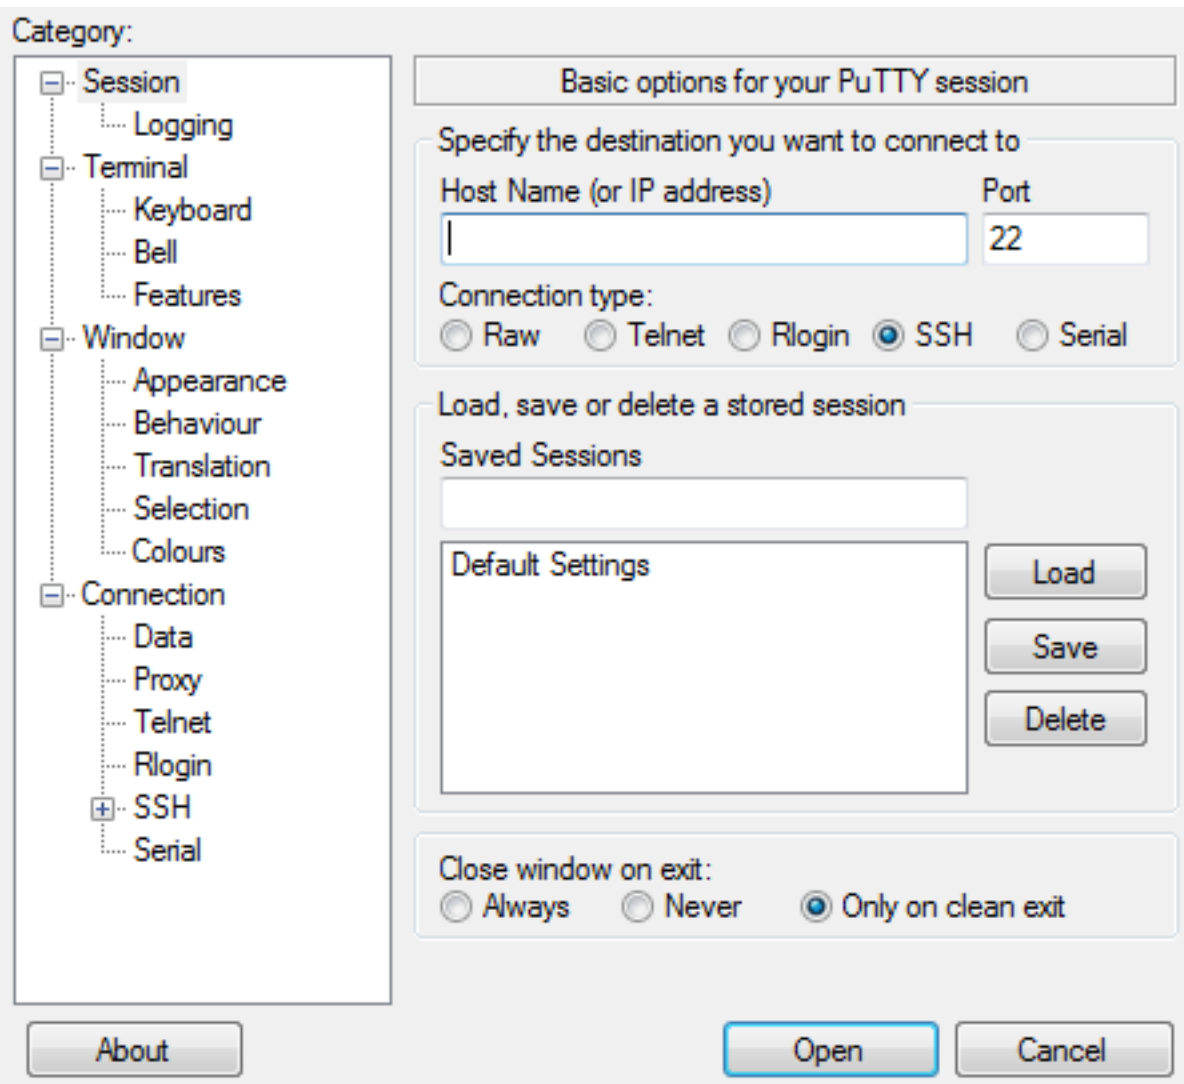 Category:
Session
Logging
Terminal
Keyboard
Bell
Features
Window
Appearance
Behaviour
Translation
Selection
Colours
Connection
Data
Proxy
Telnet
Rlogin
SSH
Serial
Basic options for your PuTTY session
Specify the destination you want to connect to
Host Name (or IP address) Port
22
Connection type:
Raw Telnet Rlogin SSH Serial
Load, save or delete a stored session
Saved Sessions
Default Settings
Load
Save
Delete
Close window on exit:
Always Never Only on clean exit
About Open Cancel